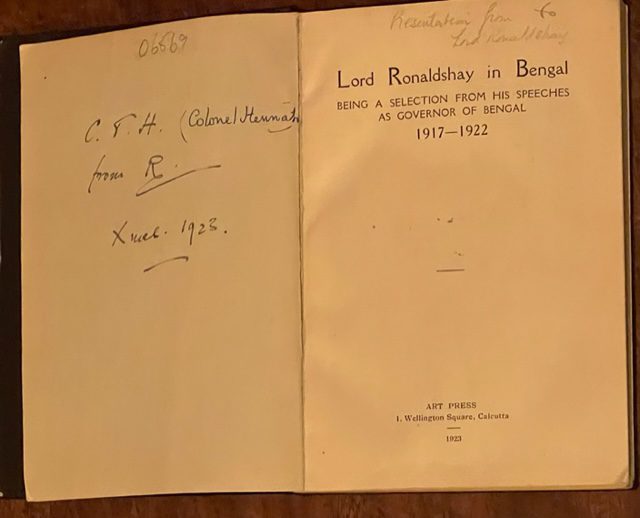 06569
C. F. H. (Colonel Hennah
from R.
Xmas. 1923.
Presentation from to
Lord Ronaldshay
Lord Ronaldshay in Bengal
BEING A SELECTION FROM HIS SPEECHES
AS GOVERNOR OF BENGAL
1917—1922
ART PRESS
1, Wellington Square, Calcutta
1923